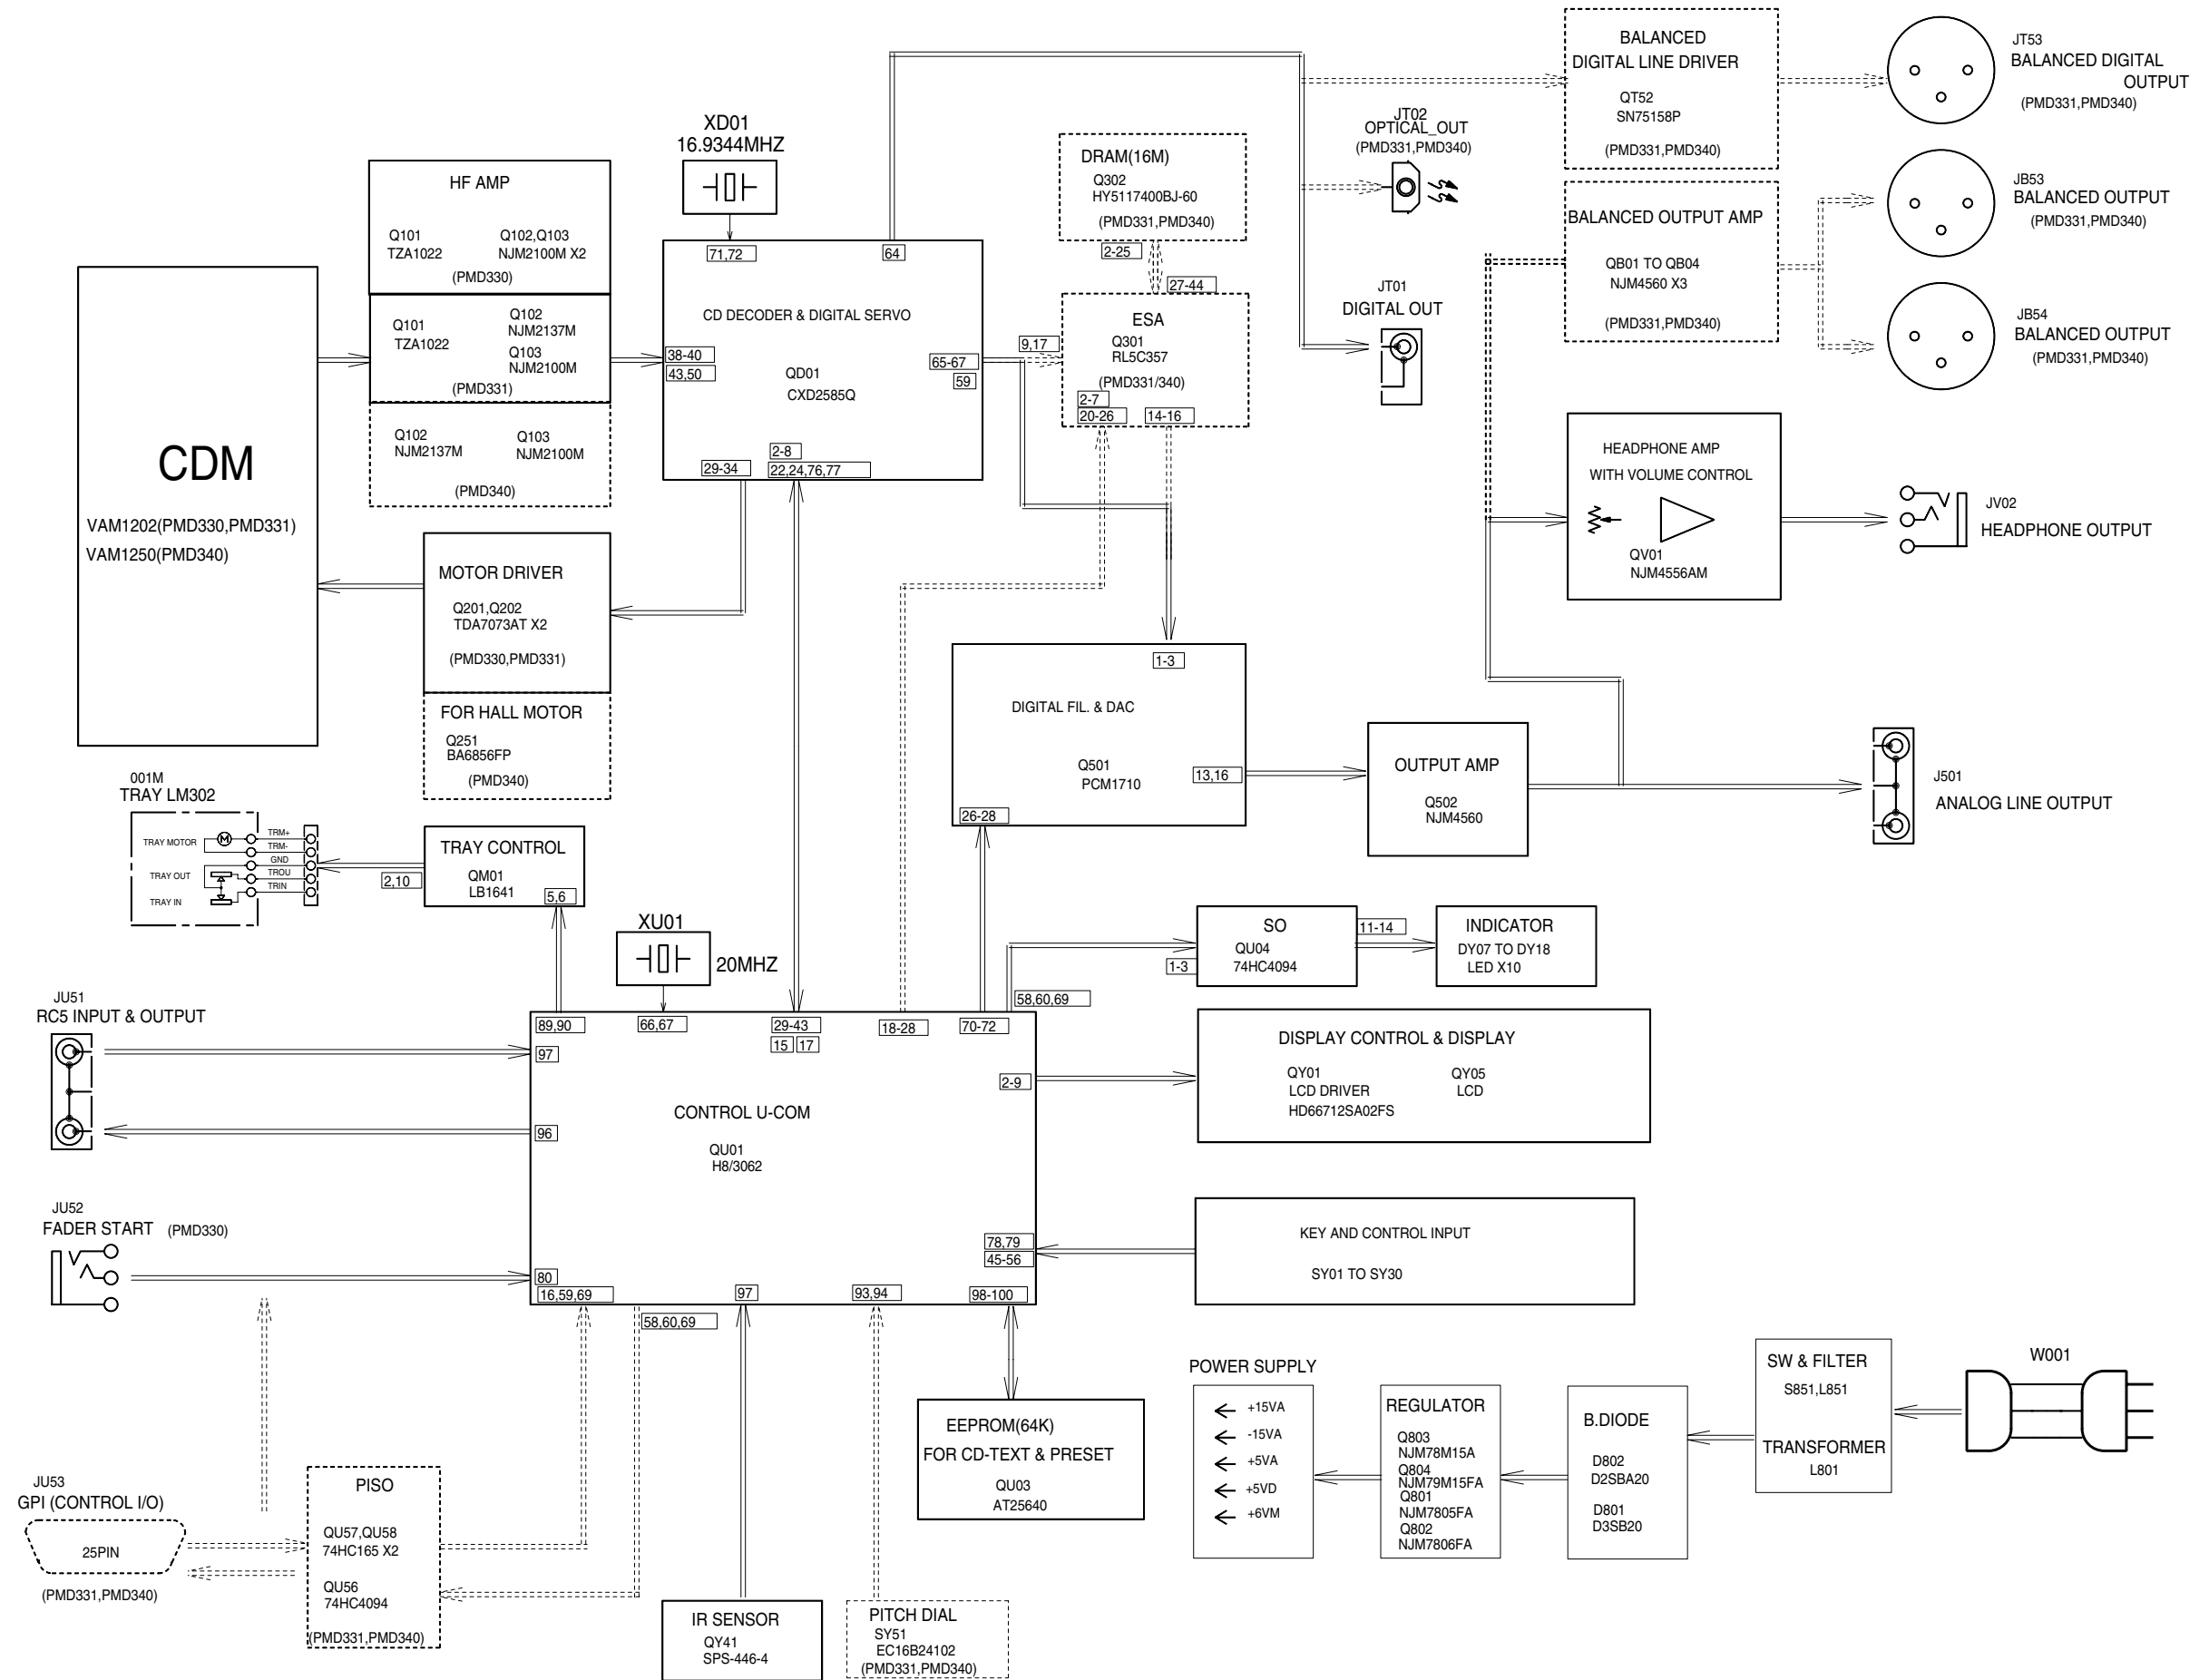 BALANCED
DIGITAL LINE DRIVER
QT52
SN75158P
(PMD331,PMD340)
JT53
BALANCED DIGITAL
OUTPUT
(PMD331,PMD340)
XD01
16.9344MHZ
JT02
OPTICAL_OUT
(PMD331,PMD340)
DRAM(16M)
Q302
HY5117400BJ-60
(PMD331,PMD340)
2-25
27-44
HF AMP
Q101
TZA1022
Q102,Q103
NJM2100M X2
(PMD330)
Q101
TZA1022
Q102
NJM2137M
Q103
NJM2100M
(PMD331)
Q102
NJM2137M
Q103
NJM2100M
(PMD340)
BALANCED OUTPUT AMP
QB01 TO QB04
NJM4560 X3
(PMD331,PMD340)
JB53
BALANCED OUTPUT
(PMD331,PMD340)
JB54
BALANCED OUTPUT
(PMD331,PMD340)
71,72
64
CD DECODER & DIGITAL SERVO
38-40
43,50
QD01
CXD2585Q
65-67
59
2-8
29-34
22,24,76,77
9,17
ESA
Q301
RL5C357
(PMD331/340)
2-7
20-26
14-16
JT01
DIGITAL OUT
CDM
VAM1202(PMD330,PMD331)
VAM1250(PMD340)
HEADPHONE AMP
WITH VOLUME CONTROL
QV01
NJM4556AM
JV02
HEADPHONE OUTPUT
MOTOR DRIVER
Q201,Q202
TDA7073AT X2
(PMD330,PMD331)
FOR HALL MOTOR
Q251
BA6856FP
(PMD340)
1-3
DIGITAL FIL. & DAC
Q501
PCM1710
13,16
26-28
OUTPUT AMP
Q502
NJM4560
J501
ANALOG LINE OUTPUT
001M
TRAY LM302
TRAY MOTOR
M
TRM+
TRM-
GND
TROU
TRIN
TRAY OUT
TRAY IN
2,10
TRAY CONTROL
QM01
LB1641
5,6
XU01
20MHZ
SO
QU04
74HC4094
1-3
11-14
INDICATOR
DY07 TO DY18
LED X10
58,60,69
JU51
RC5 INPUT & OUTPUT
89,90
66,67
29-43
15
17
18-28
70-72
97
2-9
96
CONTROL U-COM
QU01
H8/3062
DISPLAY CONTROL & DISPLAY
QY01
LCD DRIVER
HD66712SA02FS
QY05
LCD
JU52
FADER START
(PMD330)
80
16,59,69
97
93,94
98-100
78,79
45-56
58,60,69
KEY AND CONTROL INPUT
SY01 TO SY30
POWER SUPPLY
+15VA
-15VA
+5VA
+5VD
+6VM
REGULATOR
Q803
NJM78M15A
Q804
NJM79M15FA
Q801
NJM7805FA
Q802
NJM7806FA
B.DIODE
D802
D2SBA20
D801
D3SB20
SW & FILTER
S851,L851
TRANSFORMER
L801
W001
EEPROM(64K)
FOR CD-TEXT & PRESET
QU03
AT25640
JU53
GPI (CONTROL I/O)
25PIN
(PMD331,PMD340)
PISO
QU57,QU58
74HC165 X2
QU56
74HC4094
(PMD331,PMD340)
IR SENSOR
QY41
SPS-446-4
PITCH DIAL
SY51
EC16B24102
(PMD331,PMD340)